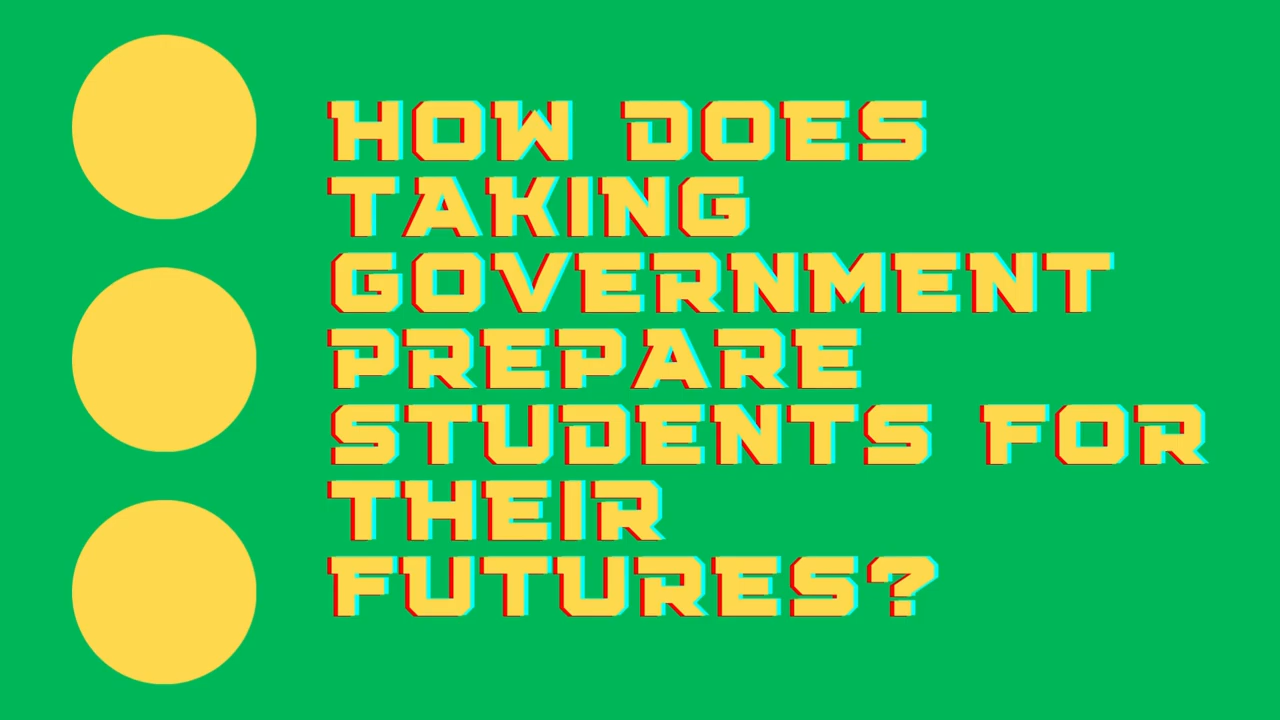 HOW DOES
TAKING
GOVERNMENT
PREPARE
STUDENTS FOR
THEIR
FUTURES?